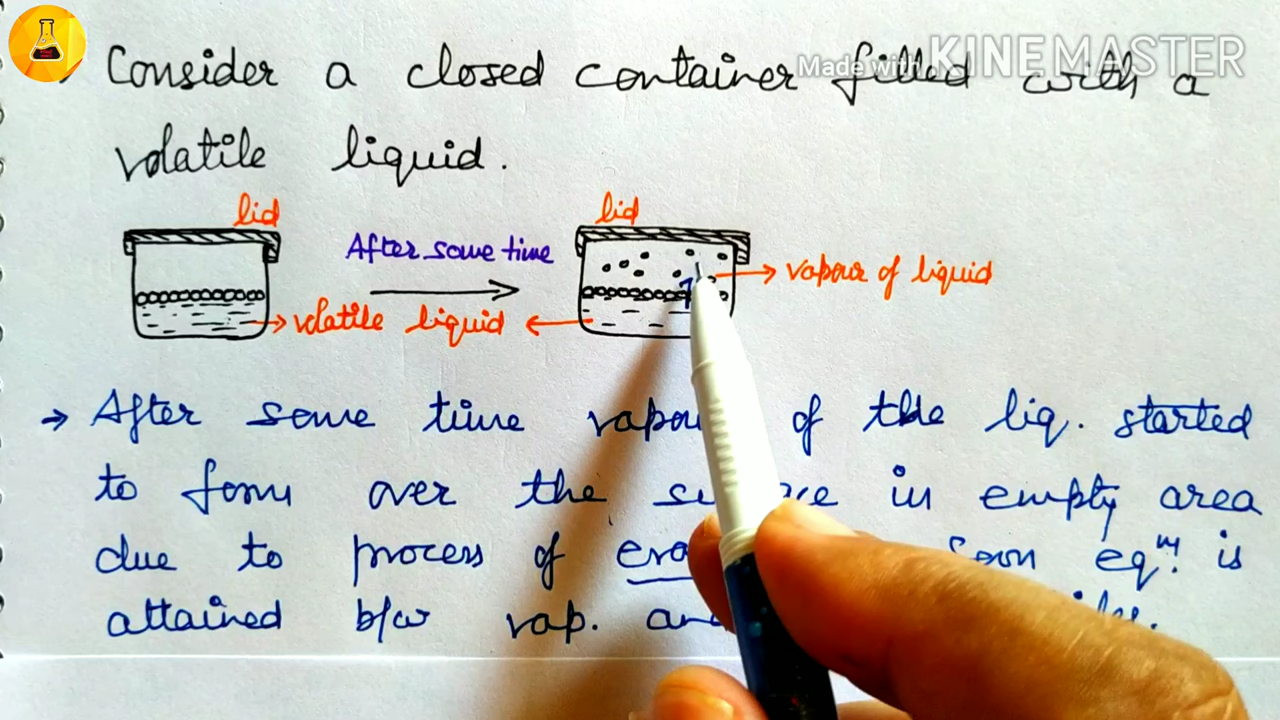 Made with KINEMASTER
Consider a closed container filled with a
volatile liquid.
lid
lid
After some time
vapour of liquid
volatile liquid
→ After some time of the liq. started
to form over the in empty area
due to process of soon eqᵐ. is
attained b/w vap.